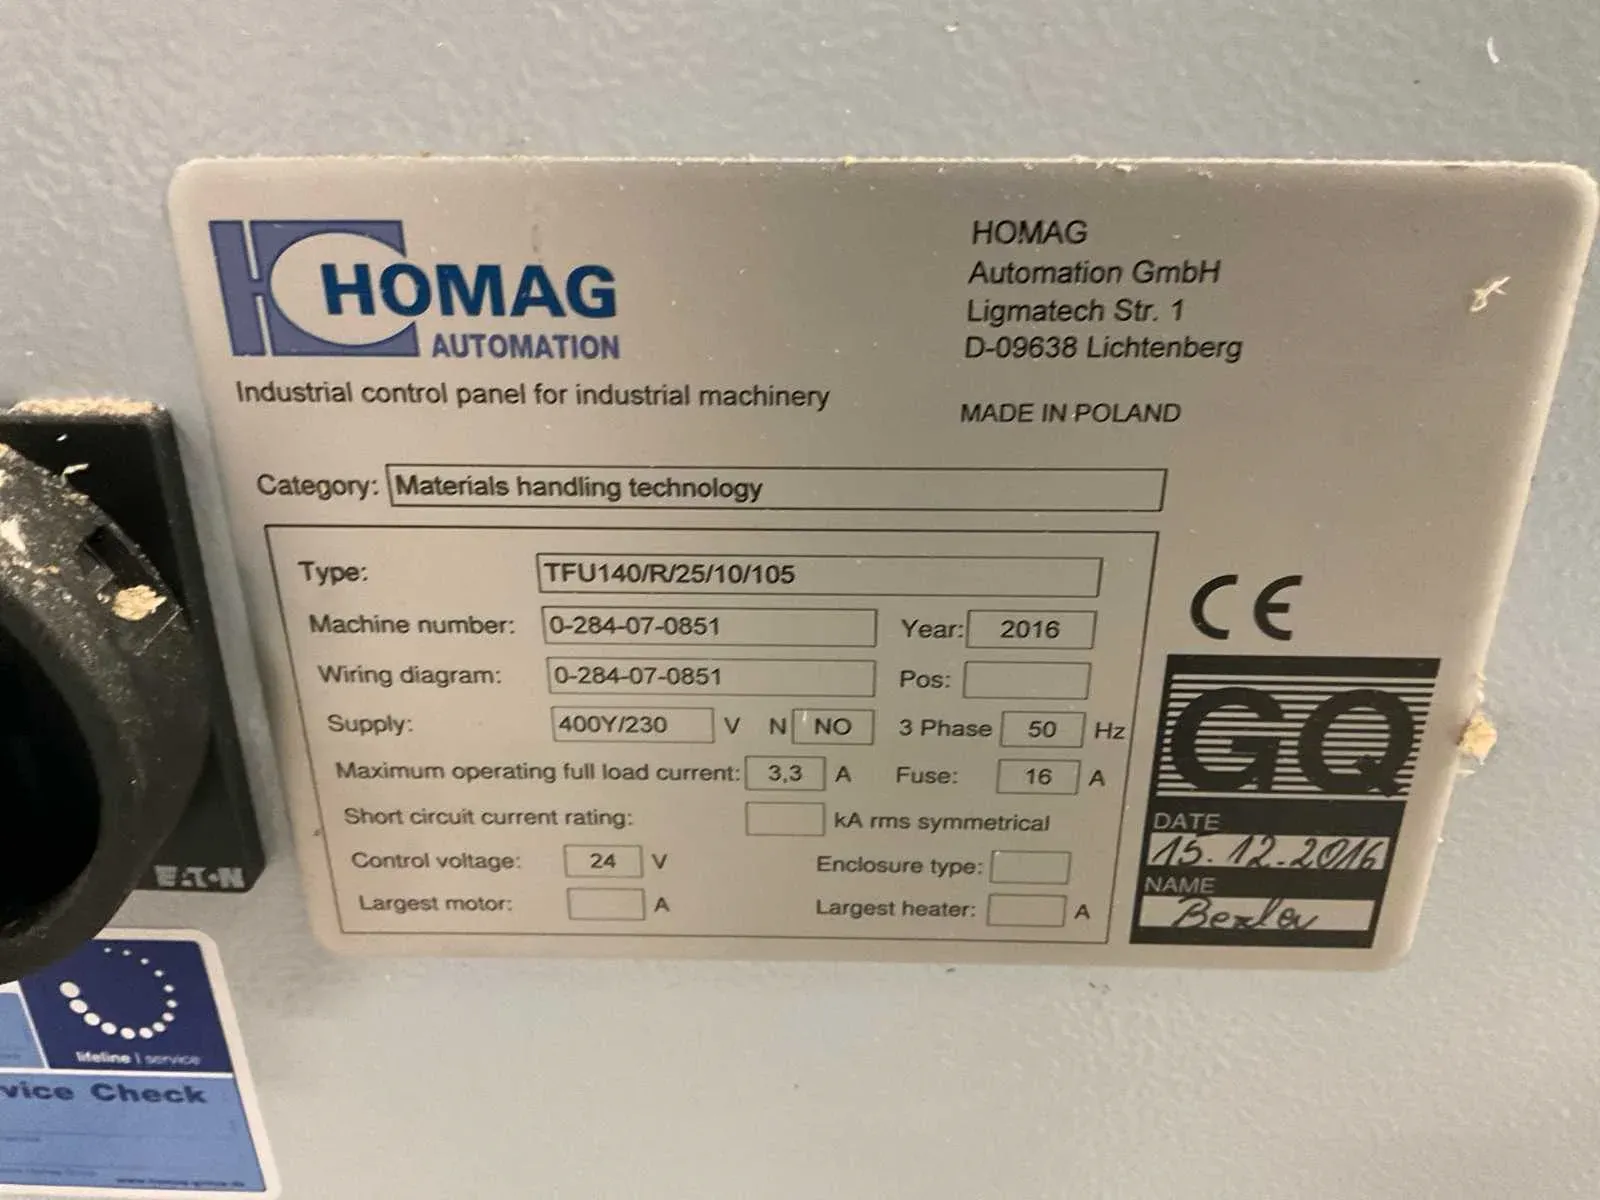 HOMAG
AUTOMATION
Industrial control panel for industrial machinery
HOMAG
Automation GmbH
Ligmatech Str. 1
D-09638 Lichtenberg
MADE IN POLAND
Category: Materials handling technology
Type: TFU140/R/25/10/105
Machine number: 0-284-07-0851 Year: 2016
Wiring diagram: 0-284-07-0851 Pos:
Supply: 400Y/230 V N NO 3 Phase 50 Hz
Maximum operating full load current: 3,3 A Fuse: 16 A
Short circuit current rating: kA rms symmetrical
Control voltage: 24 V Enclosure type:
Largest motor: A Largest heater: A
CE
GQ
DATE
15.12.2016
NAME
EATON
lifeline | service
vice Check